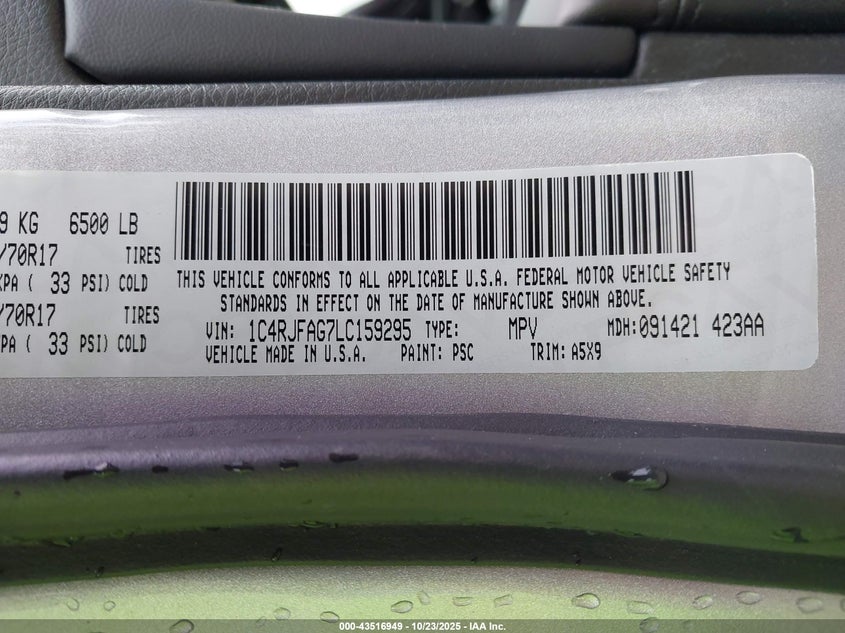 9 KG 6500 LB
/70R17 TIRES
KPA ( 33 PSI) COLD
/70R17 TIRES
KPA ( 33 PSI) COLD
THIS VEHICLE CONFORMS TO ALL APPLICABLE U.S.A. FEDERAL MOTOR VEHICLE SAFETY
STANDARDS IN EFFECT ON THE DATE OF MANUFACTURE SHOWN ABOVE.
VIN: 1C4RJFAG7LC159295 TYPE: MPV MDH:091421 423AA
VEHICLE MADE IN U.S.A. PAINT: PSC TRIM: A5X9
000-43516949 - 10/23/2025 - IAA Inc.